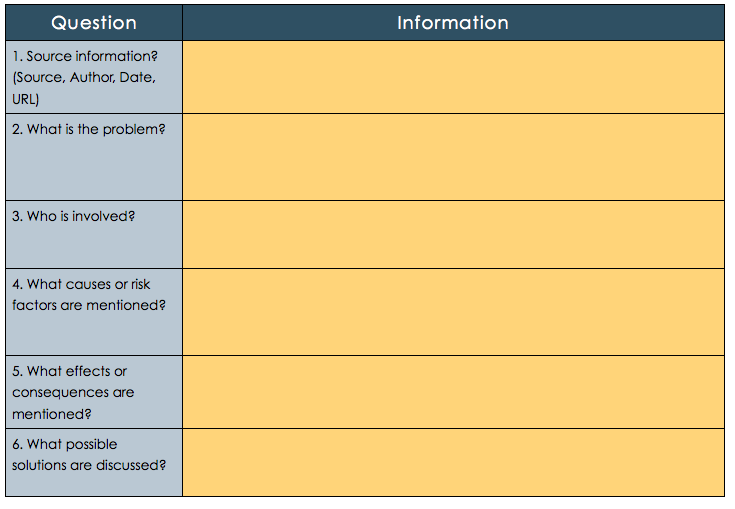 Question
Information
1. Source information?
(Source, Author, Date,
URL)
2. What is the problem?
3. Who is involved?
4. What causes or risk
factors are mentioned?
5. What effects or
consequences are
mentioned?
6. What possible
solutions are discussed?